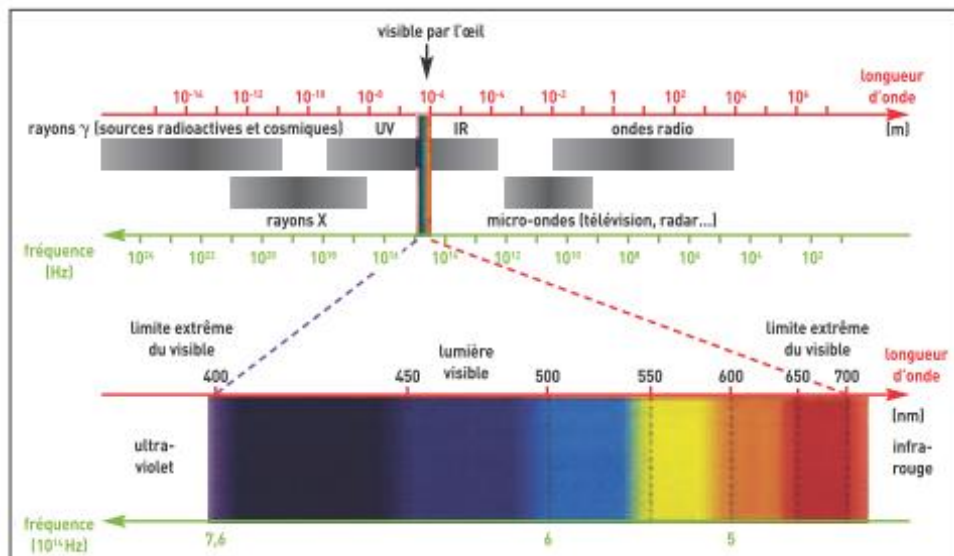 visible par l'œil
10⁻¹⁴ 10⁻¹² 10⁻¹⁰ 10⁻⁸ 10⁻⁶ 10⁻⁴ 10⁻² 1 10² 10⁴ 10⁶
longueur
d'onde
(m)
rayons γ (sources radioactives et cosmiques) UV IR ondes radio
rayons X micro-ondes (télévision, radar...)
fréquence
(Hz)
10²⁴ 10²² 10²⁰ 10¹⁸ 10¹⁶ 10¹⁴ 10¹² 10¹⁰ 10⁸ 10⁶ 10⁴ 10²
limite extrême
du visible
lumière
visible
limite extrême
du visible
longueur
d'onde
400 450 500 550 600 650 700
(nm)
ultra-
violet
infra-
rouge
fréquence
(10¹⁴ Hz)
7,6 6 5